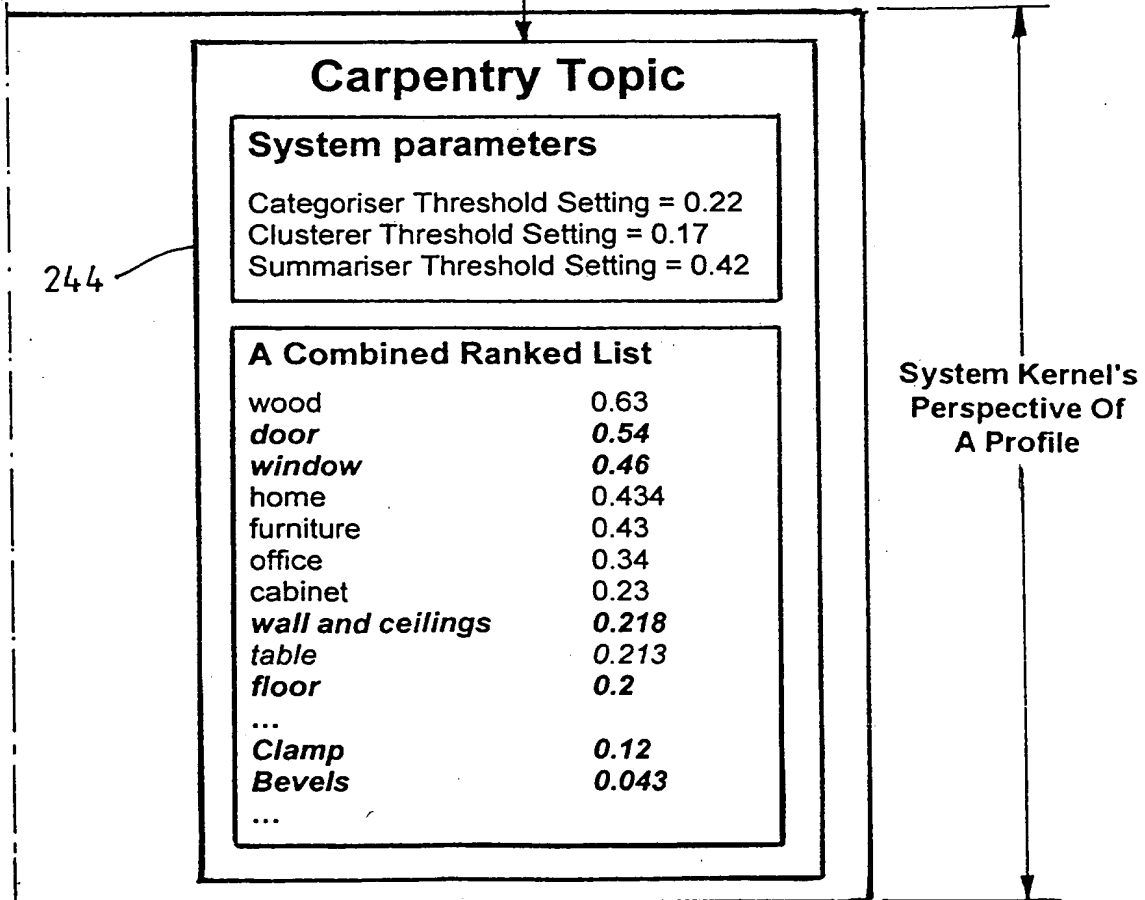 Carpentry Topic
System parameters
Categoriser Threshold Setting = 0.22
Clusterer Threshold Setting = 0.17
Summariser Threshold Setting = 0.42
244
A Combined Ranked List
wood 0.63
door 0.54
window 0.46
home 0.434
furniture 0.43
office 0.34
cabinet 0.23
wall and ceilings 0.218
table 0.213
floor 0.2
...
Clamp 0.12
Bevels 0.043
...
System Kernel's
Perspective Of
A Profile